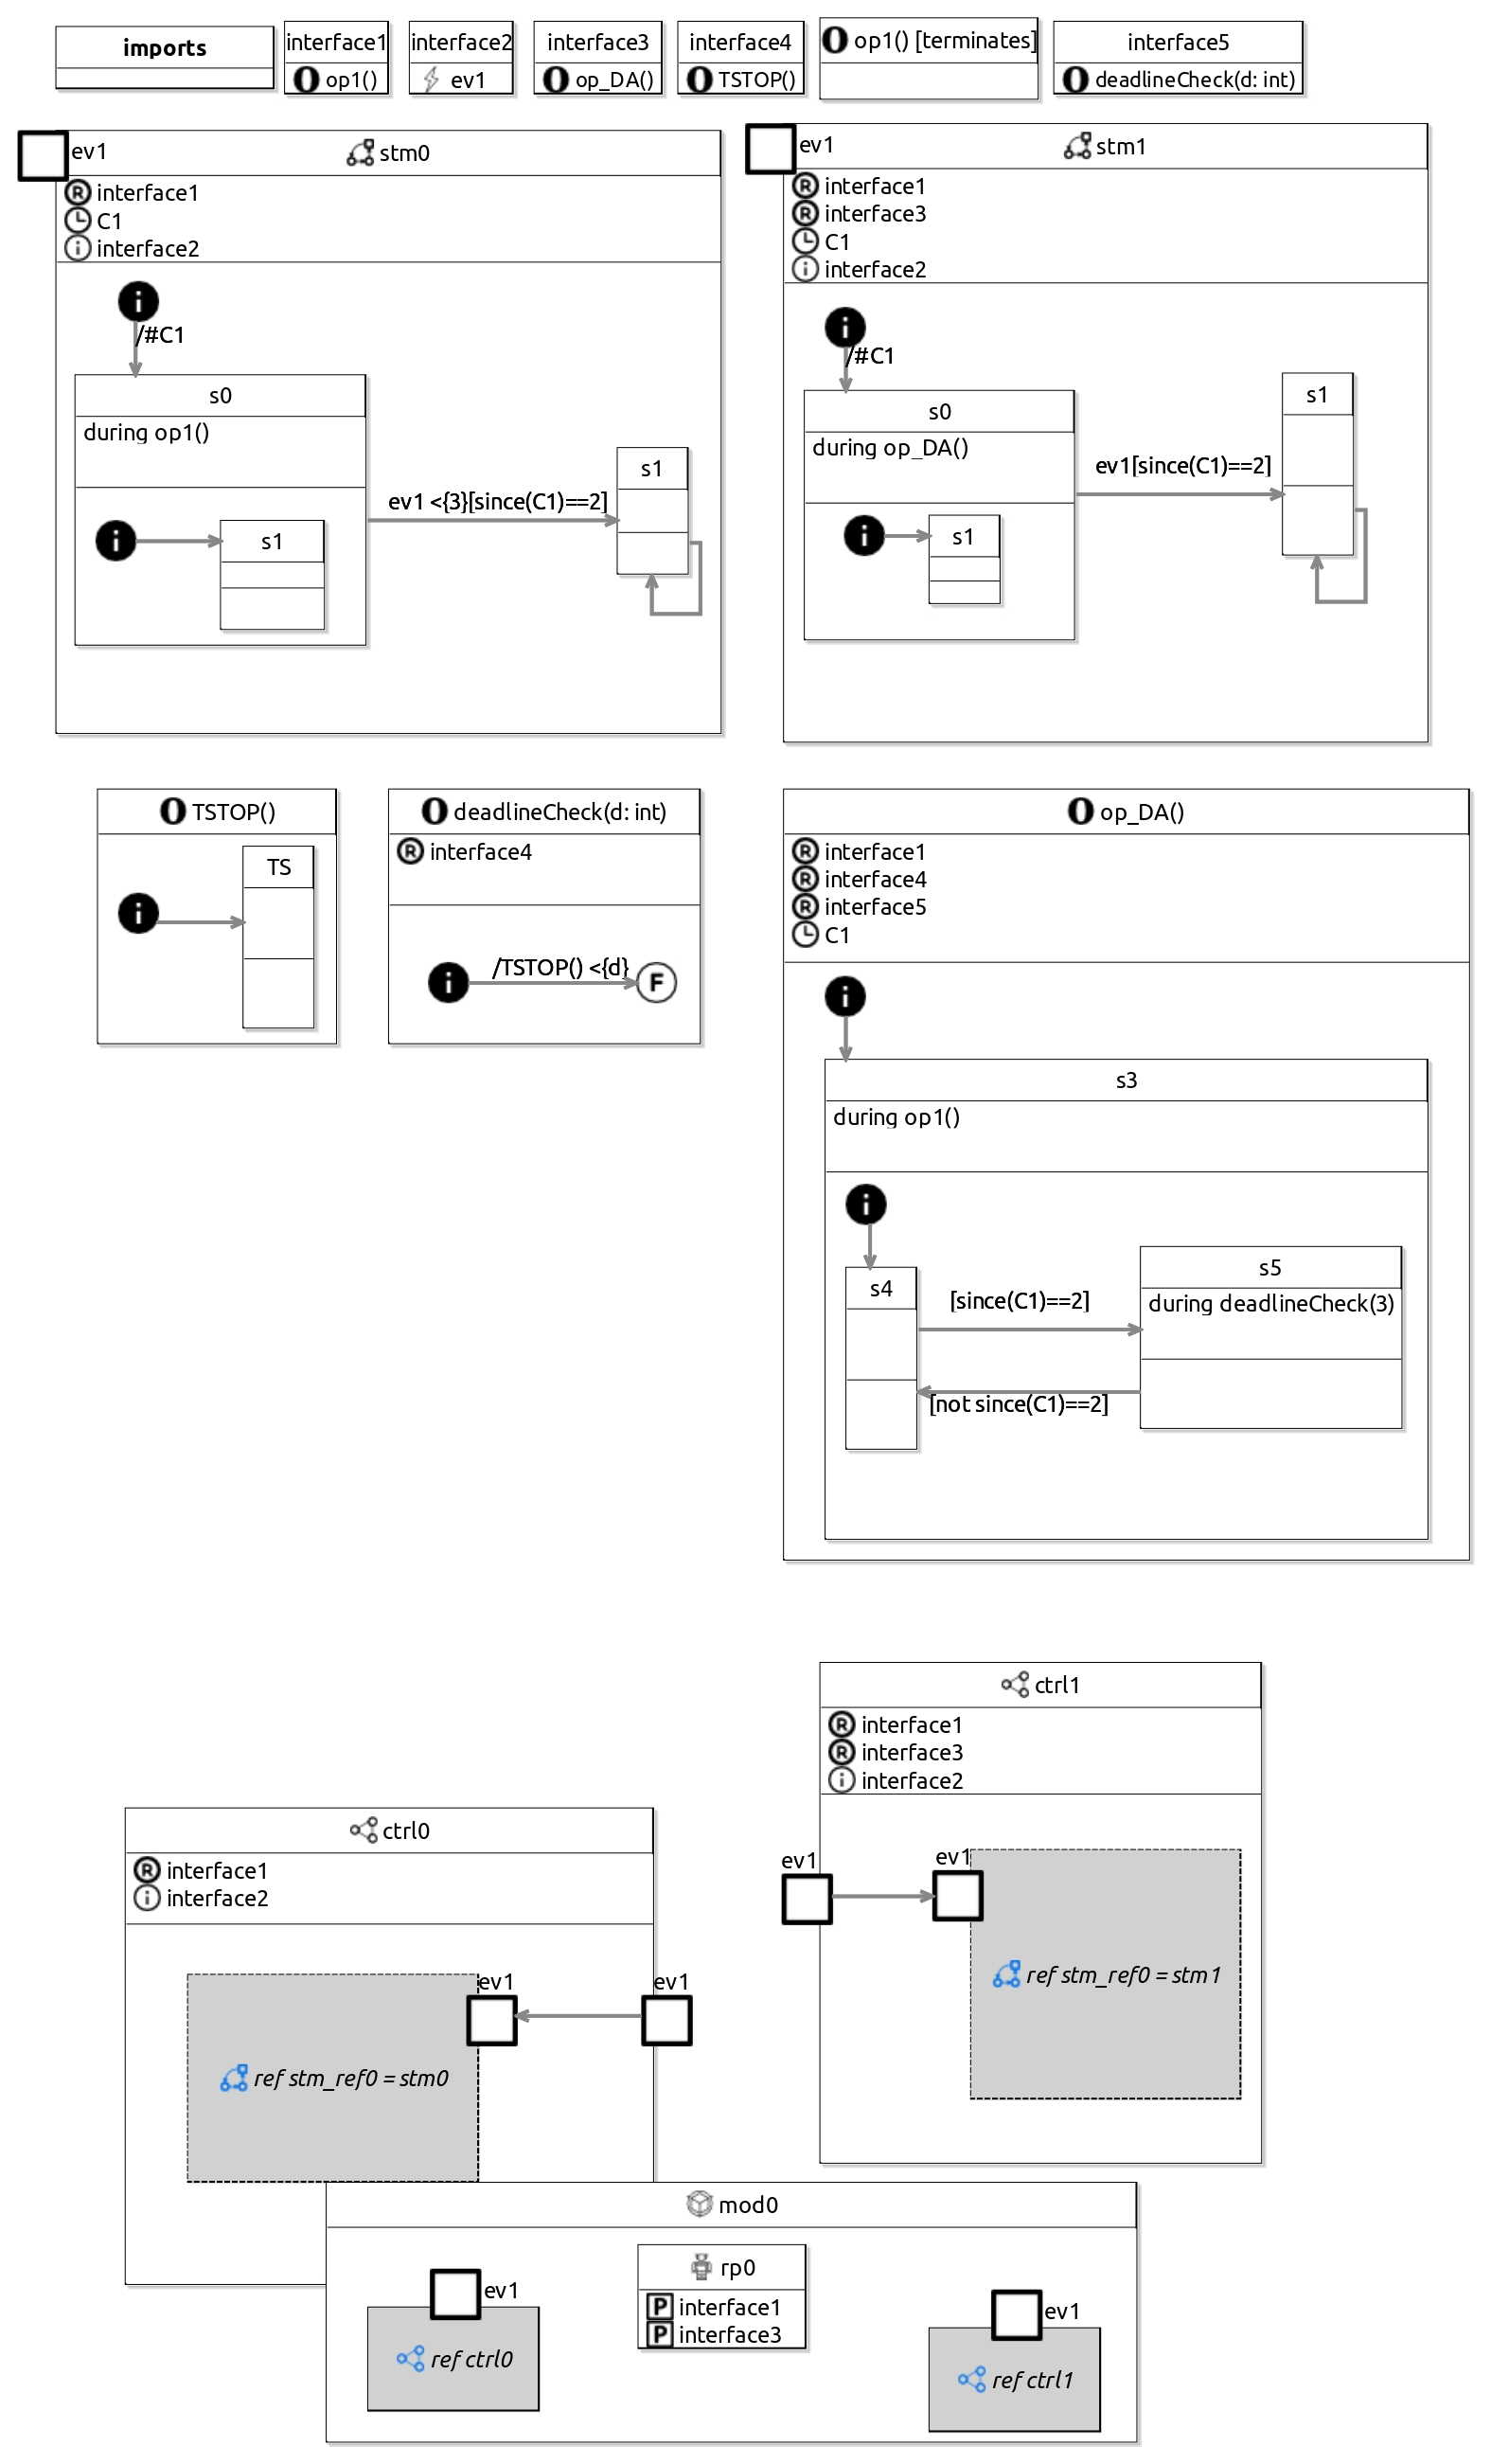 imports
interface1
op1()
interface2
ev1
interface3
op_DA()
interface4
TSTOP()
op1() [terminates]
interface5
deadlineCheck(d: int)
ev1
stm0
interface1
C1
interface2
/#C1
s0
during op1()
s1
ev1 <{3}[since(C1)==2]
s1
ev1
stm1
interface1
interface3
C1
interface2
/#C1
s0
during op_DA()
s1
ev1[since(C1)==2]
s1
TSTOP()
TS
deadlineCheck(d: int)
interface4
/TSTOP() <{d}
F
op_DA()
interface1
interface4
interface5
C1
s3
during op1()
s4
[since(C1)==2]
s5
during deadlineCheck(3)
[not since(C1)==2]
ctrl1
interface1
interface3
interface2
ev1
ev1
ref stm_ref0 = stm1
ctrl0
interface1
interface2
ev1
ev1
ref stm_ref0 = stm0
mod0
rp0
P interface1
P interface3
ev1
ref ctrl0
ev1
ref ctrl1